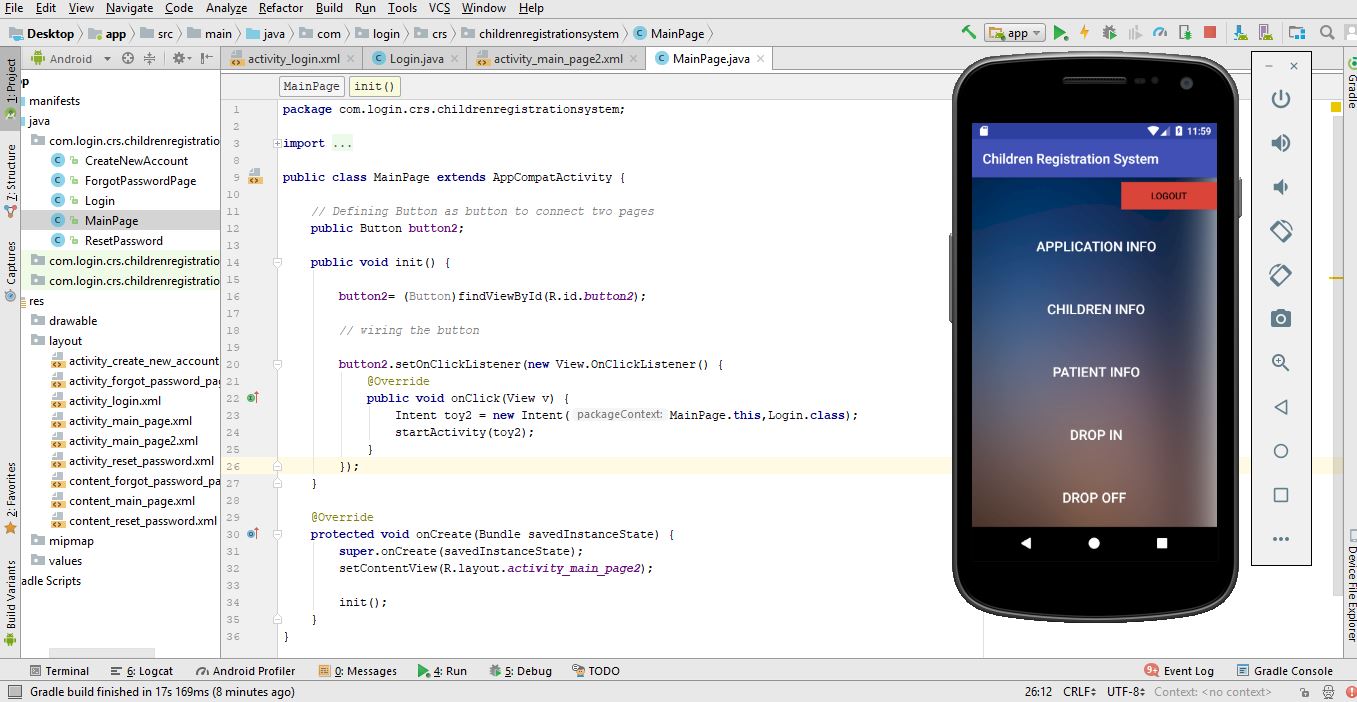 File Edit View Navigate Code Analyze Refactor Build Run Tools VCS Window Help
Desktop app src main java com login crs childrenregistrationsystem MainPage
app
1: Project
Android
activity_login.xml Login.java activity_main_page2.xml MainPage.java
MainPage init()
manifests
java
com.login.crs.childrenregistratio
CreateNewAccount
ForgotPasswordPage
Login
MainPage
ResetPassword
com.login.crs.childrenregistratio
com.login.crs.childrenregistratio
res
drawable
layout
activity_create_new_account
activity_forgot_password_pa
activity_login.xml
activity_main_page.xml
activity_main_page2.xml
activity_reset_password.xml
content_forgot_password_pa
content_main_page.xml
content_reset_password.xml
mipmap
values
adle Scripts
7: Structure
Captures
2: Favorites
Build Variants
1 package com.login.crs.childrenregistrationsystem;
2
3 import ...
8
9 public class MainPage extends AppCompatActivity {
10
11 // Defining Button as button to connect two pages
12 public Button button2;
13
14 public void init() {
15
16 button2= (Button)findViewById(R.id.button2);
17
18 // wiring the button
19
20 button2.setOnClickListener(new View.OnClickListener() {
21 @Override
22 public void onClick(View v) {
23 Intent toy2 = new Intent( packageContext: MainPage.this,Login.class);
24 startActivity(toy2);
25 }
26 });
27 }
28
29 @Override
30 protected void onCreate(Bundle savedInstanceState) {
31 super.onCreate(savedInstanceState);
32 setContentView(R.layout.activity_main_page2);
33
34 init();
35 }
36 }
11:59
Children Registration System
LOGOUT
APPLICATION INFO
CHILDREN INFO
PATIENT INFO
DROP IN
DROP OFF
Gradle
Device File Explorer
Terminal 6: Logcat Android Profiler 0: Messages 4: Run 5: Debug TODO 9+ Event Log Gradle Console
Gradle build finished in 17s 169ms (8 minutes ago) 26:12 CRLF UTF-8 Context: <no context>